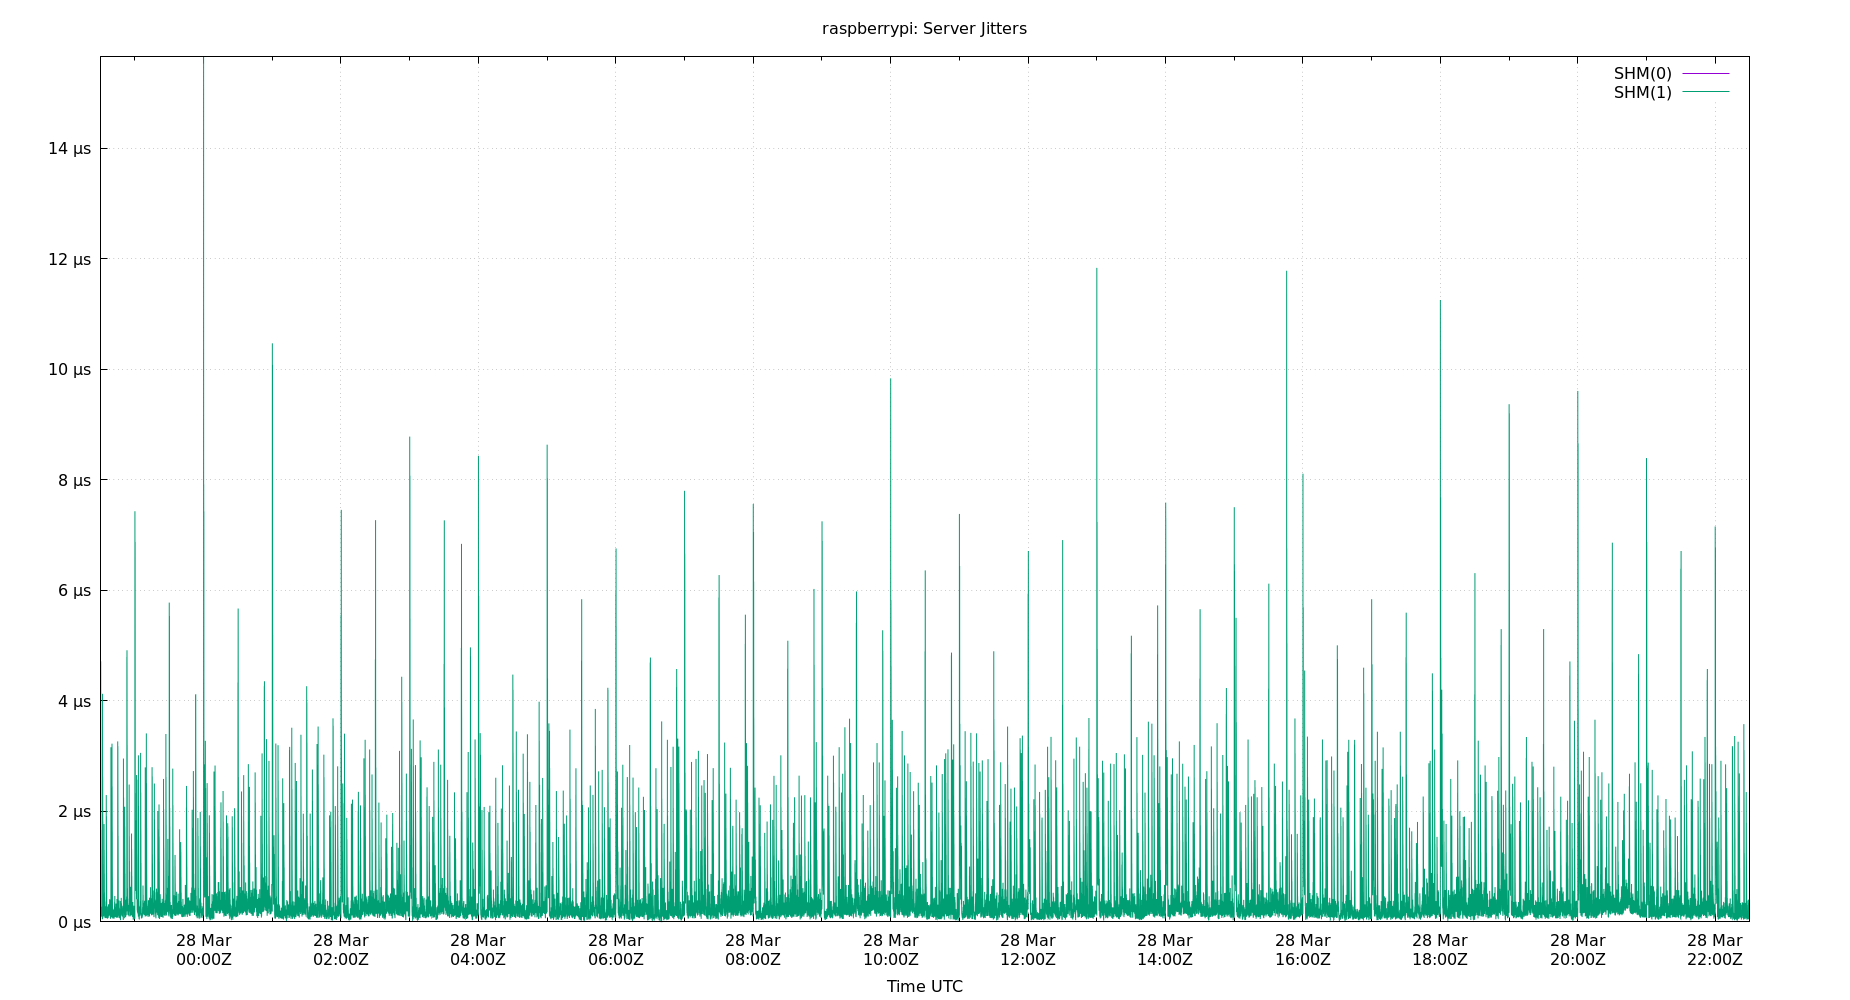 raspberrypi: Server Jitters
SHM(0)
SHM(1)
14 µs
12 µs
10 µs
8 µs
6 µs
4 µs
2 µs
0 µs
28 Mar 28 Mar 28 Mar 28 Mar 28 Mar 28 Mar 28 Mar 28 Mar 28 Mar 28 Mar 28 Mar 28 Mar
00:00Z 02:00Z 04:00Z 06:00Z 08:00Z 10:00Z 12:00Z 14:00Z 16:00Z 18:00Z 20:00Z 22:00Z
Time UTC